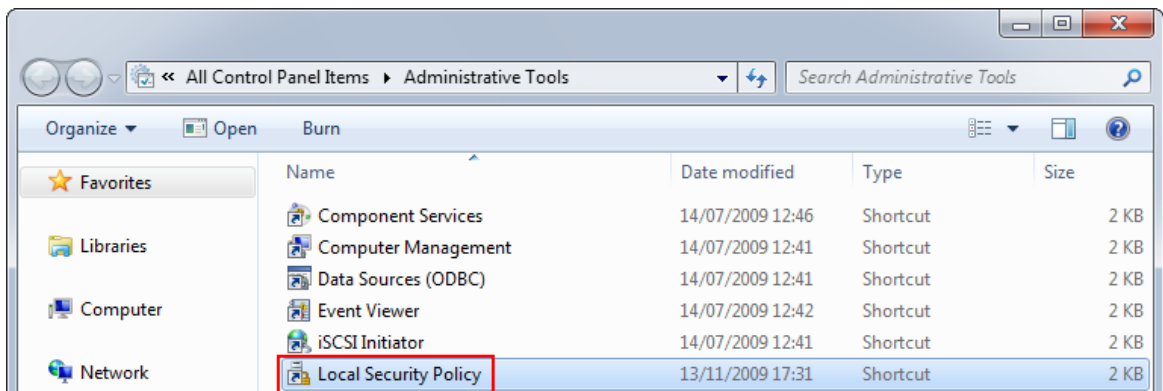 « All Control Panel Items Administrative Tools Search Administrative Tools
Organize Open Burn
Favorites Name Date modified Type Size
Component Services 14/07/2009 12:46 Shortcut 2 KB
Libraries Computer Management 14/07/2009 12:41 Shortcut 2 KB
Data Sources (ODBC) 14/07/2009 12:41 Shortcut 2 KB
Computer Event Viewer 14/07/2009 12:42 Shortcut 2 KB
iSCSI Initiator 14/07/2009 12:41 Shortcut 2 KB
Network Local Security Policy 13/11/2009 17:31 Shortcut 2 KB